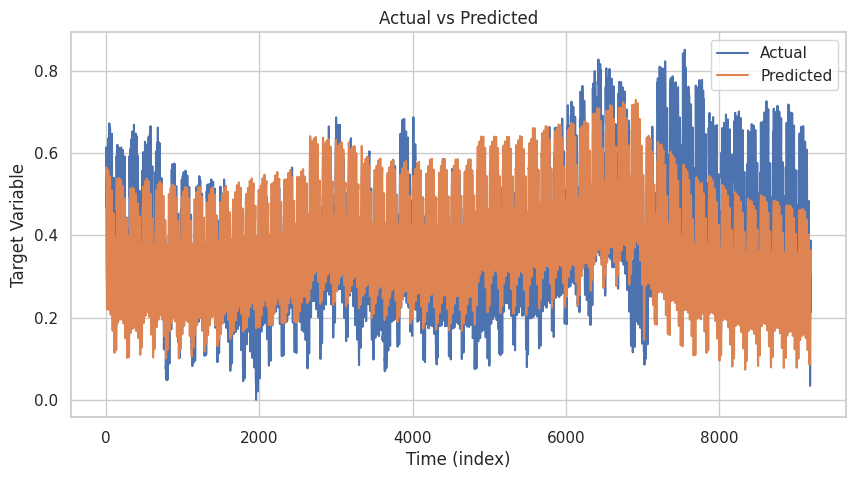 Actual vs Predicted
Actual
Predicted
Target Variable
0.8
0.6
0.4
0.2
0.0
0
2000
4000
6000
8000
Time (index)